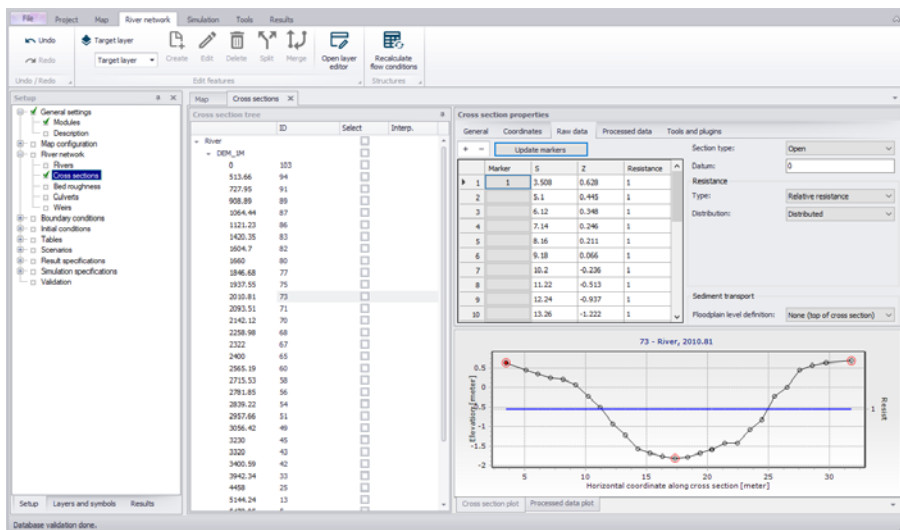 File Project Map River network Simulation Tools Results
Undo Target layer
Redo Target layer Create Edit Delete Split Merge Open layer editor Recalculate flow conditions
Undo / Redo Edit features Structures
Setup
General settings
Modules
Description
Map configuration
River network
Rivers
Cross sections
Bed roughness
Culverts
Weirs
Boundary conditions
Initial conditions
Tables
Scenarios
Result specifications
Simulation specifications
Validation
Setup Layers and symbols Results
Map Cross sections
Cross section tree
ID Select Interp.
River
DEM_1M
0 103
513.66 94
727.95 91
908.89 89
1064.44 87
1121.23 86
1420.35 83
1604.7 82
1660 80
1846.68 77
1937.55 75
2010.81 73
2093.51 71
2142.12 70
2258.98 68
2322 67
2400 65
2565.19 60
2715.53 58
2781.85 56
2839.22 54
2957.66 51
3056.42 49
3230 45
3320 43
3400.59 42
3942.34 33
4458 25
5144.24 13
Cross section properties
General Coordinates Raw data Processed data Tools and plugins
+ - Update markers
Marker S Z Resistance
1 1 3.508 0.628 1
2 5.1 0.445 1
3 6.12 0.348 1
4 7.14 0.246 1
5 8.16 0.211 1
6 9.18 0.066 1
7 10.2 -0.236 1
8 11.22 -0.513 1
9 12.24 -0.937 1
10 13.26 -1.222 1
Section type: Open
Datum: 0
Resistance
Type: Relative resistance
Distribution: Distributed
Sediment transport
Floodplain level definition: None (top of cross section)
73 - River, 2010.81
Elevation [meter]
0.5
0
-0.5
-1
-1.5
-2
5 10 15 20 25 30
Horizontal coordinate along cross section [meter]
1
Resist
Cross section plot Processed data plot
Database validation done.